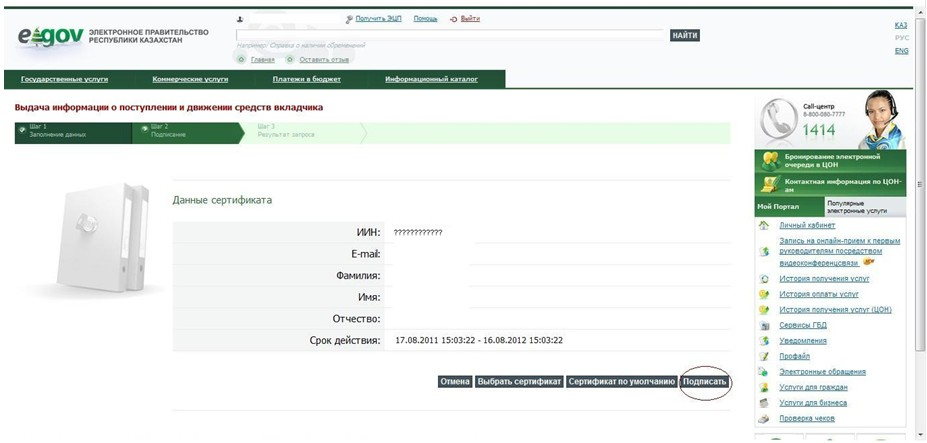 Получить ЭЦП Помощь Выйти
e gov ЭЛЕКТРОННОЕ ПРАВИТЕЛЬСТВО
РЕСПУБЛИКИ КАЗАХСТАН
НАЙТИ
Например: Справка о наличии обременений
Главная Оставить отзыв
ҚАЗ
РУС
ENG
Государственные услуги Коммерческие услуги Платежи в бюджет Информационный каталог
Выдача информации о поступлении и движении средств вкладчика
Шаг 1
Заполнение данных
Шаг 2
Подписание
Шаг 3
Результат запроса
Данные сертификата
ИИН: ????????????
E-mail:
Фамилия:
Имя:
Отчество:
Срок действия: 17.08.2011 15:03:22 - 16.08.2012 15:03:22
Отмена Выбрать сертификат Сертификат по умолчанию Подписать
Call-центр
8-800-080-7777
1414
Бронирование электронной
очереди в ЦОН
Контактная информация по ЦОН-
ам
Мой Портал
Популярные
электронные услуги
Личный кабинет
Запись на онлайн-прием к первым
руководителям посредством
видеоконференцсвязи
История получения услуг
История оплаты услуг
История получения услуг (ЦОН)
Сервисы ГБД
Уведомления
Профайл
Электронные обращения
Услуги для граждан
Услуги для бизнеса
Проверка чеков